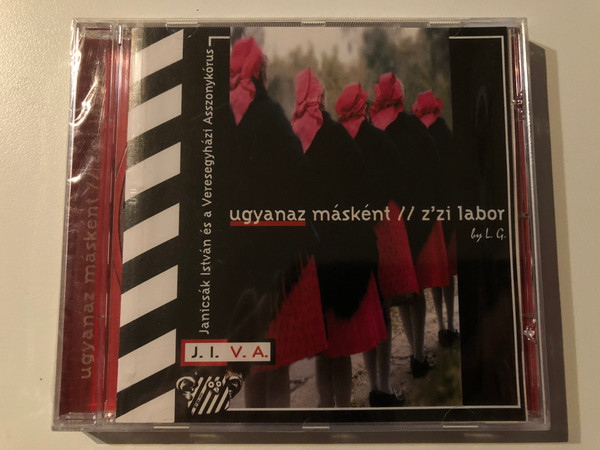 ugyanaz másként //
Janicsák István és a Veresegyházi Asszonykórus
ugyanaz másként // z'zi labor
by L. G.
J. I. V. A.